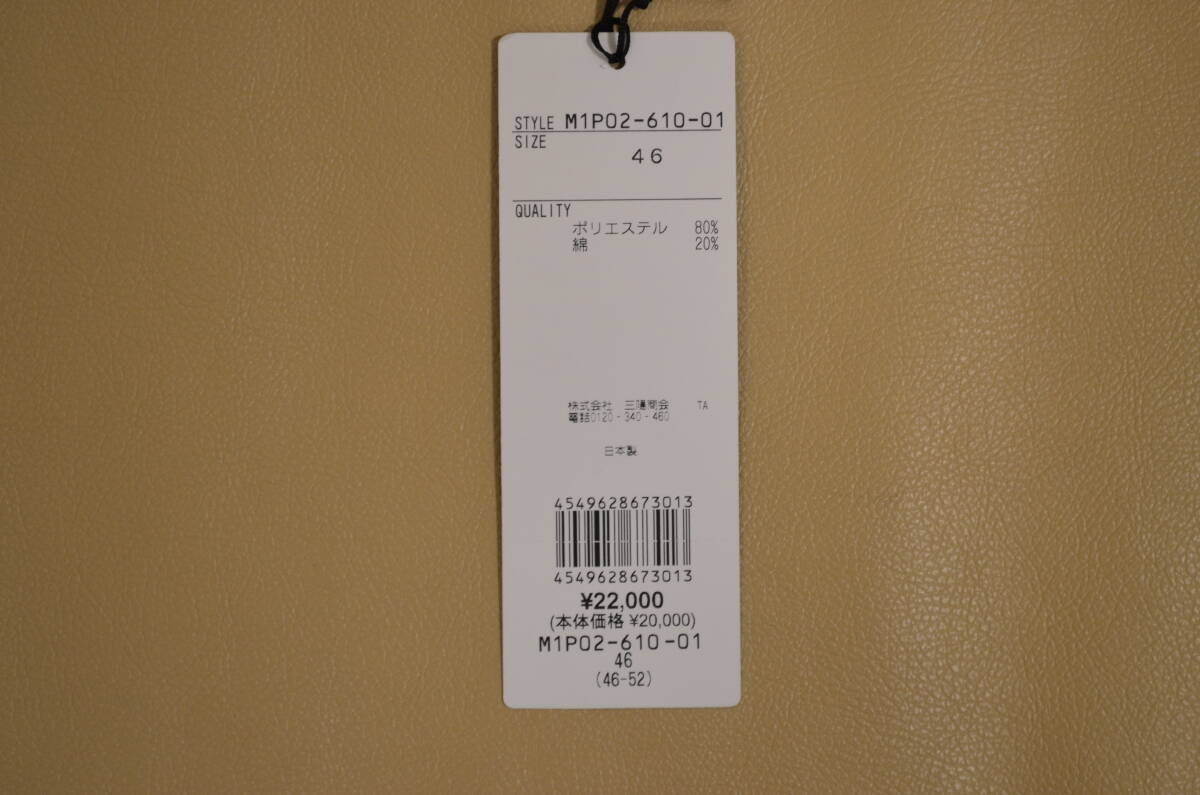 STYLE M1P02-610-01
SIZE
46
QUALITY
ポリエステル 80%
綿 20%
株式会社 三陽商会 TA
電話0120-340-460
日本製
4549628673013
4549628673013
¥22,000
(本体価格 ¥20,000)
M1P02-610-01
46
(46-52)